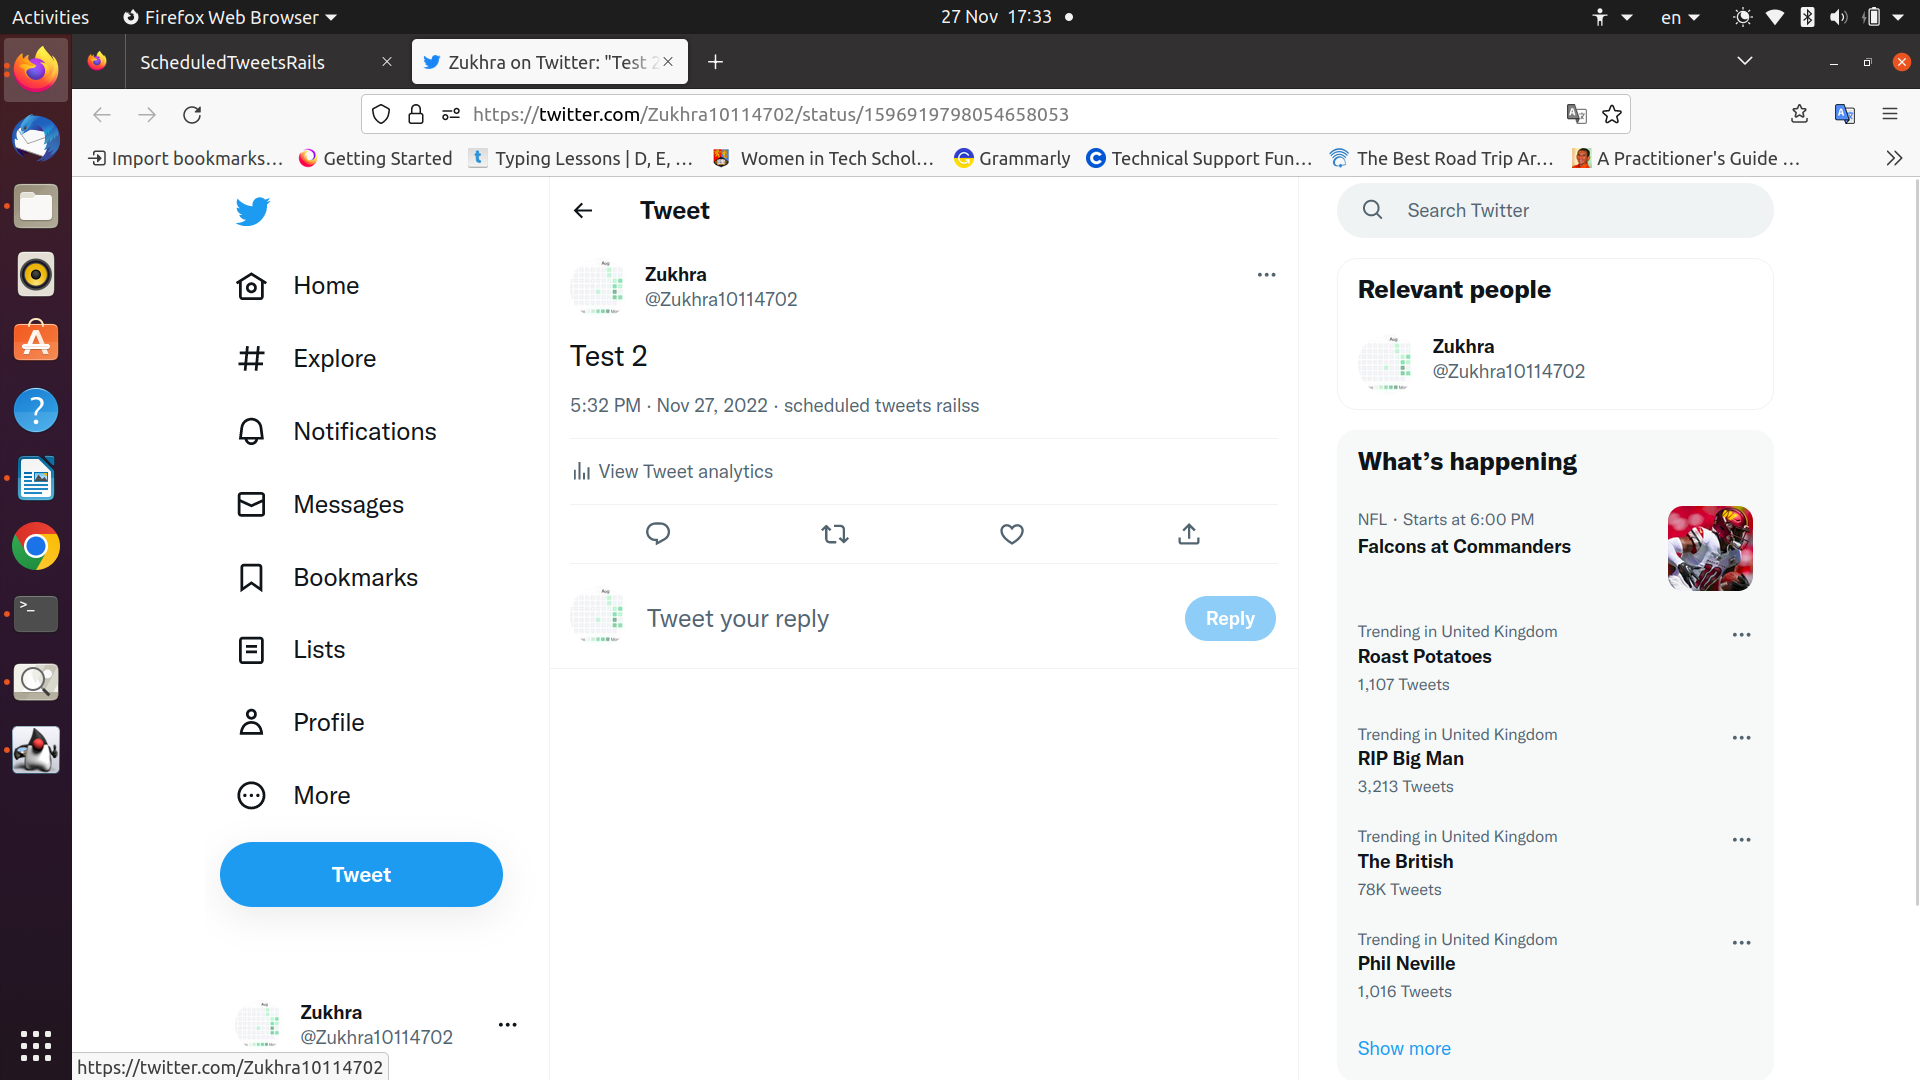 Activities
Firefox Web Browser
27 Nov 17:33
en
ScheduledTweetsRails
Zukhra on Twitter: "Test 2
https://twitter.com/Zukhra10114702/status/1596919798054658053
Import bookmarks...
Getting Started
Typing Lessons | D, E, ...
Women in Tech Schol...
Grammarly
Technical Support Fun...
The Best Road Trip Ar...
A Practitioner's Guide ...
Home
Explore
Notifications
Messages
Bookmarks
Lists
Profile
More
Tweet
Zukhra
@Zukhra10114702
https://twitter.com/Zukhra10114702
Tweet
Zukhra
@Zukhra10114702
Test 2
5:32 PM · Nov 27, 2022 · scheduled tweets railss
View Tweet analytics
Tweet your reply
Reply
Search Twitter
Relevant people
Zukhra
@Zukhra10114702
What's happening
NFL · Starts at 6:00 PM
Falcons at Commanders
Trending in United Kingdom
Roast Potatoes
1,107 Tweets
Trending in United Kingdom
RIP Big Man
3,213 Tweets
Trending in United Kingdom
The British
78K Tweets
Trending in United Kingdom
Phil Neville
1,016 Tweets
Show more